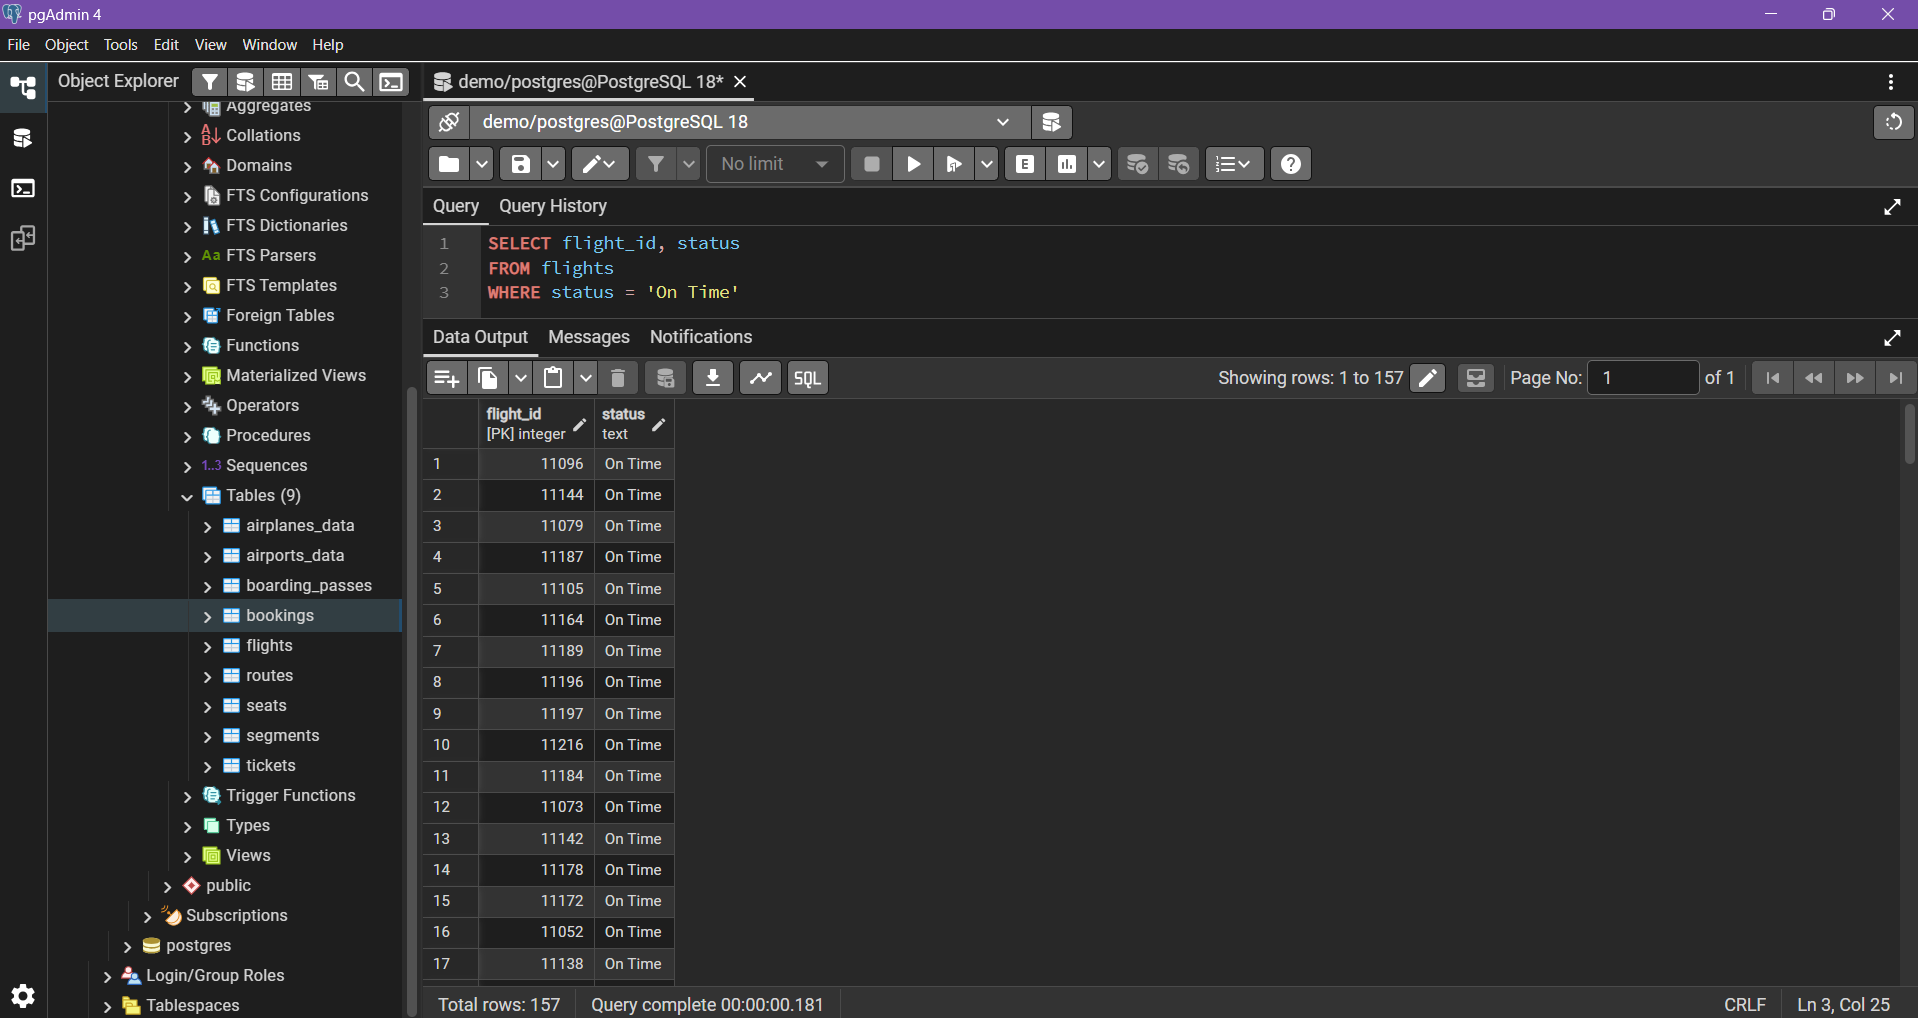 pgAdmin 4
File Object Tools Edit View Window Help
Object Explorer
Aggregates
Collations
Domains
FTS Configurations
FTS Dictionaries
Aa FTS Parsers
FTS Templates
Foreign Tables
Functions
Materialized Views
Operators
Procedures
1..3 Sequences
Tables (9)
airplanes_data
airports_data
boarding_passes
bookings
flights
routes
seats
segments
tickets
Trigger Functions
Types
Views
public
Subscriptions
postgres
Login/Group Roles
Tablespaces
demo/postgres@PostgreSQL 18*
demo/postgres@PostgreSQL 18
No limit
E
Query Query History
1 SELECT flight_id, status
2 FROM flights
3 WHERE status = 'On Time'
Data Output Messages Notifications
SQL Showing rows: 1 to 157 Page No: 1 of 1
flight_id status
[PK] integer text
1 11096 On Time
2 11144 On Time
3 11079 On Time
4 11187 On Time
5 11105 On Time
6 11164 On Time
7 11189 On Time
8 11196 On Time
9 11197 On Time
10 11216 On Time
11 11184 On Time
12 11073 On Time
13 11142 On Time
14 11178 On Time
15 11172 On Time
16 11052 On Time
17 11138 On Time
Total rows: 157 Query complete 00:00:00.181 CRLF Ln 3, Col 25